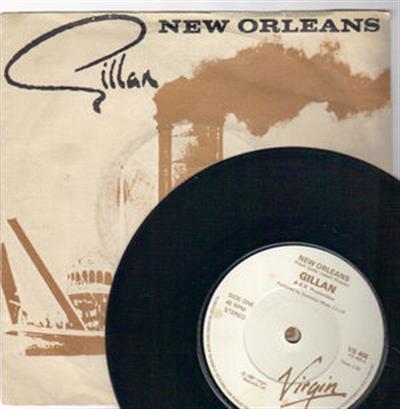 Gillan
NEW ORLEANS
NEW ORLEANS
GILLAN
SIDE ONE
45 RPM
STEREO
VS 406
Virgin